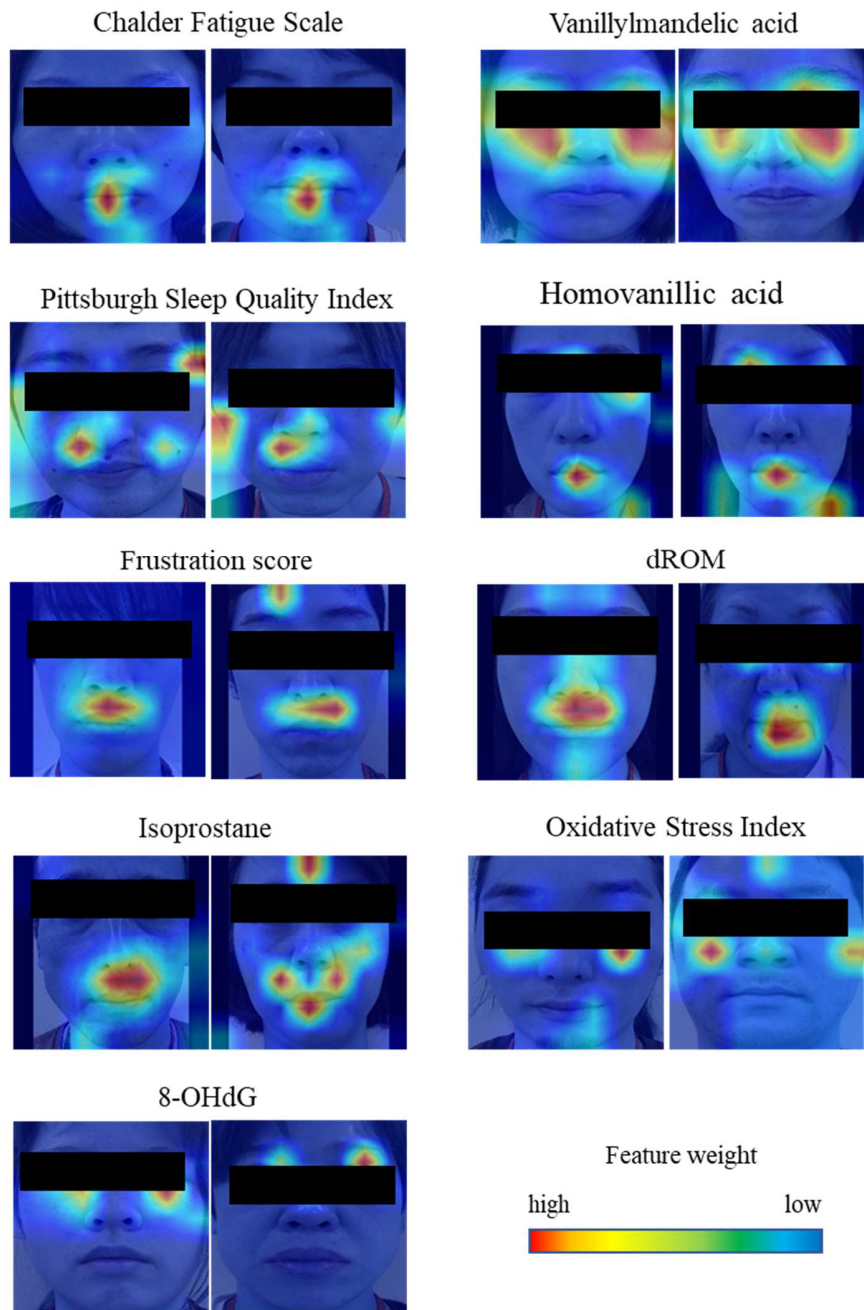 Chalder Fatigue Scale
Vanillylmandelic acid
Pittsburgh Sleep Quality Index
Homovanillic acid
Frustration score
dROM
Isoprostane
Oxidative Stress Index
8-OHdG
Feature weight
high
low